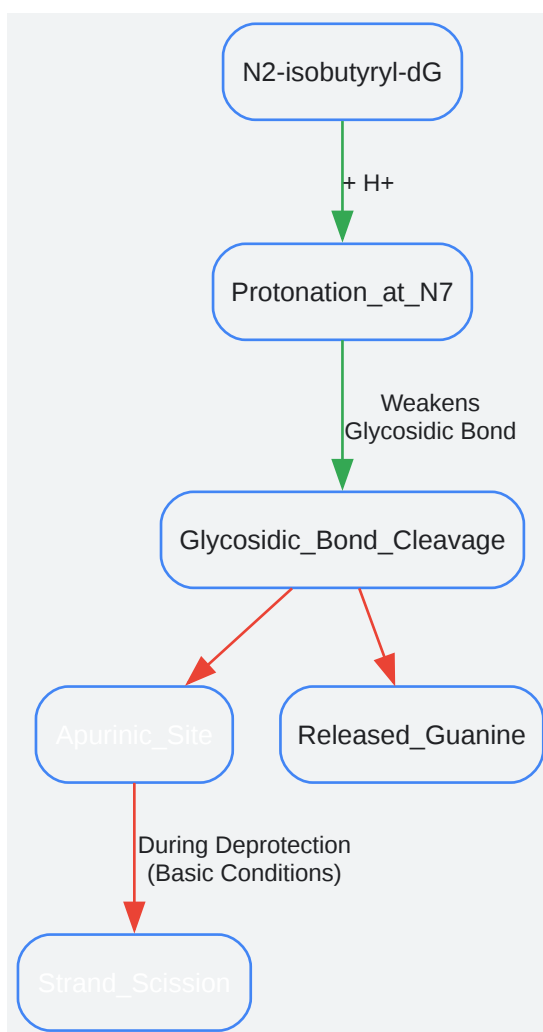 N2-isobutyryl-dG
+ H+
Protonation_at_N7
Weakens
Glycosidic Bond
Glycosidic_Bond_Cleavage
Apurinic_Site
Released_Guanine
During Deprotection
(Basic Conditions)
Strand_Scission